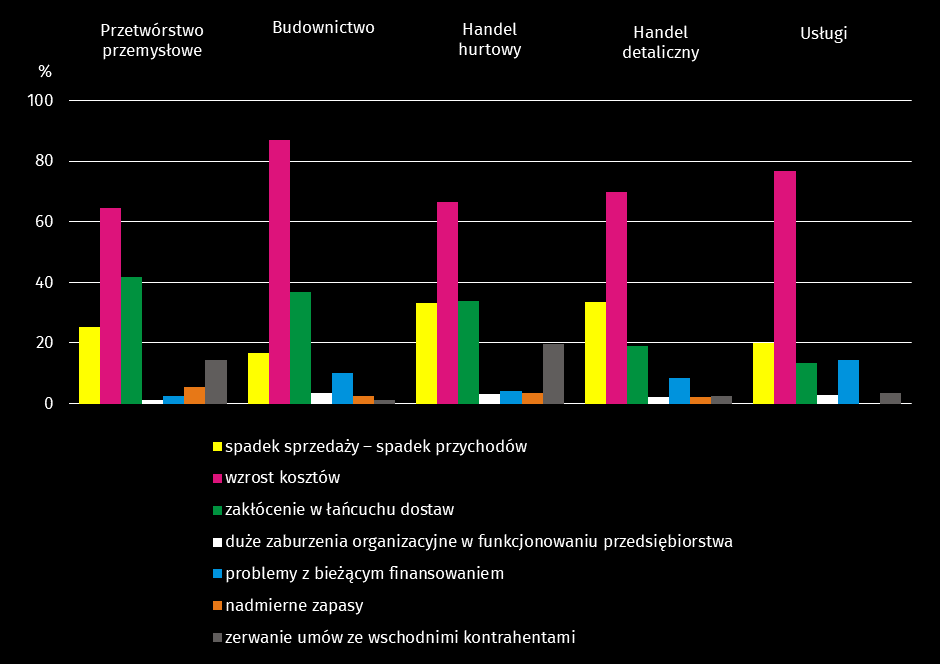 Przetwórstwo
przemysłowe
Budownictwo
Handel
hurtowy
Handel
detaliczny
Usługi
%
100
80
60
40
20
0
spadek sprzedaży – spadek przychodów
wzrost kosztów
zakłócenie w łańcuchu dostaw
duże zaburzenia organizacyjne w funkcjonowaniu przedsiębiorstwa
problemy z bieżącym finansowaniem
nadmierne zapasy
zerwanie umów ze wschodnimi kontrahentami